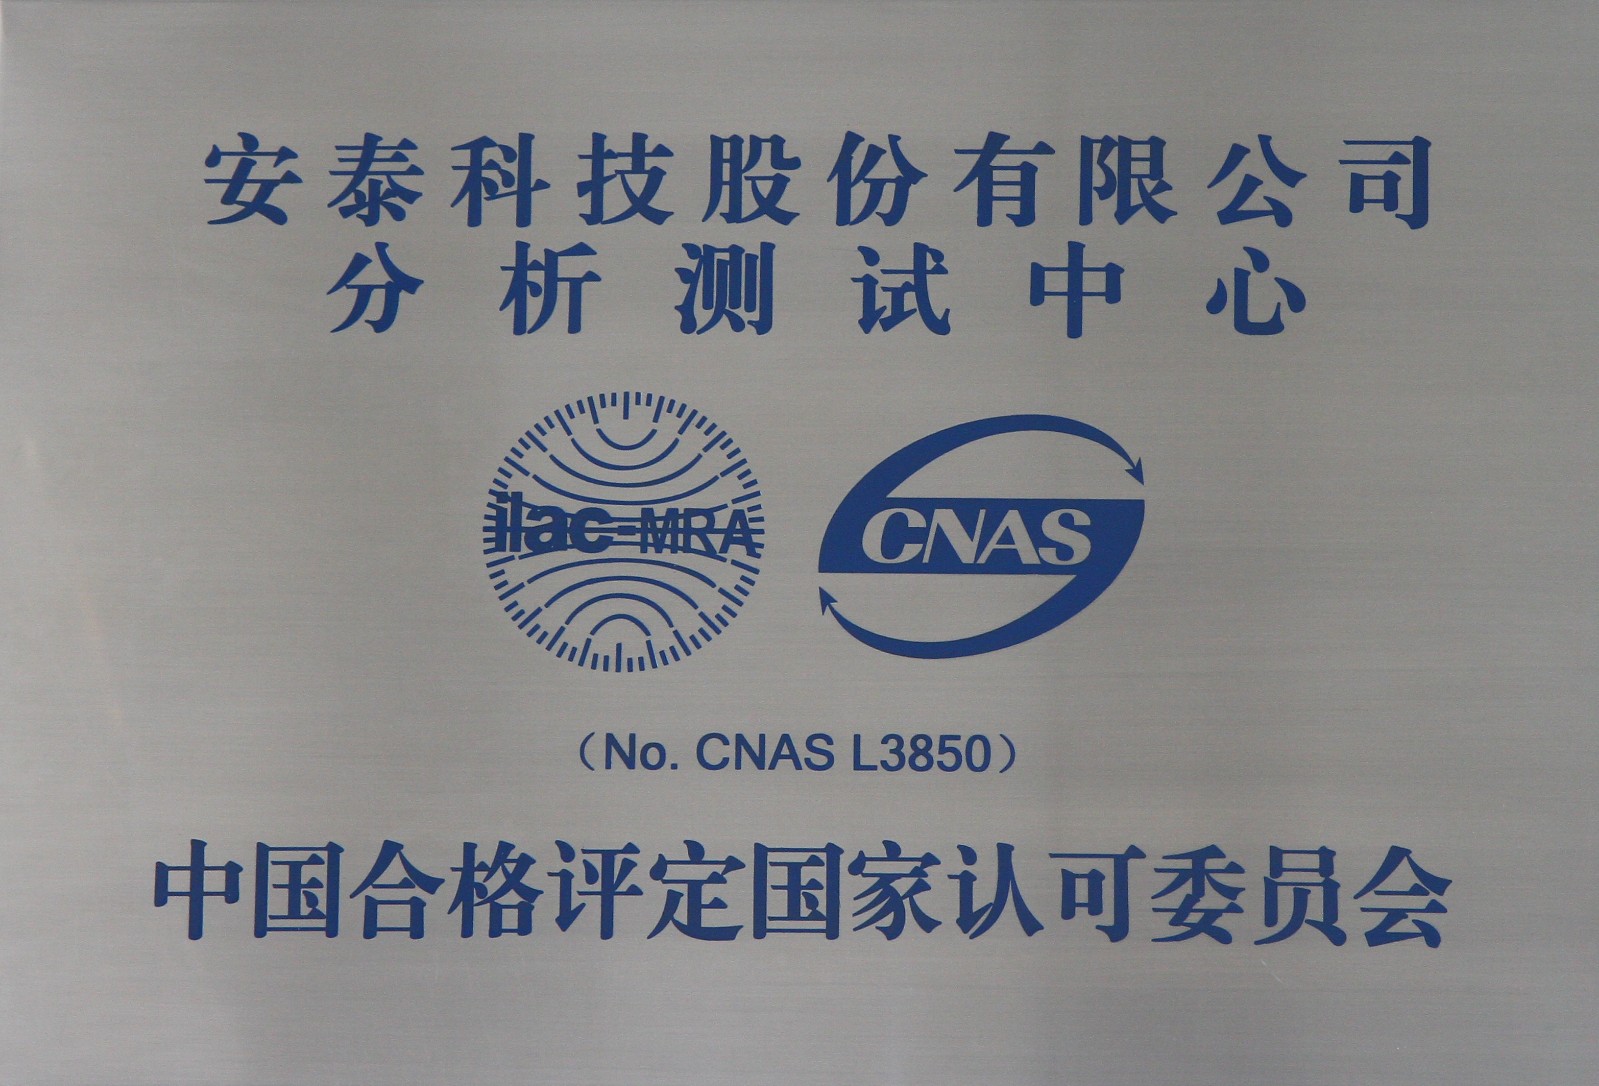 安泰科技股份有限公司
分析测试中心
ilac-MRA
CNAS
（No. CNAS L3850）
中国合格评定国家认可委员会